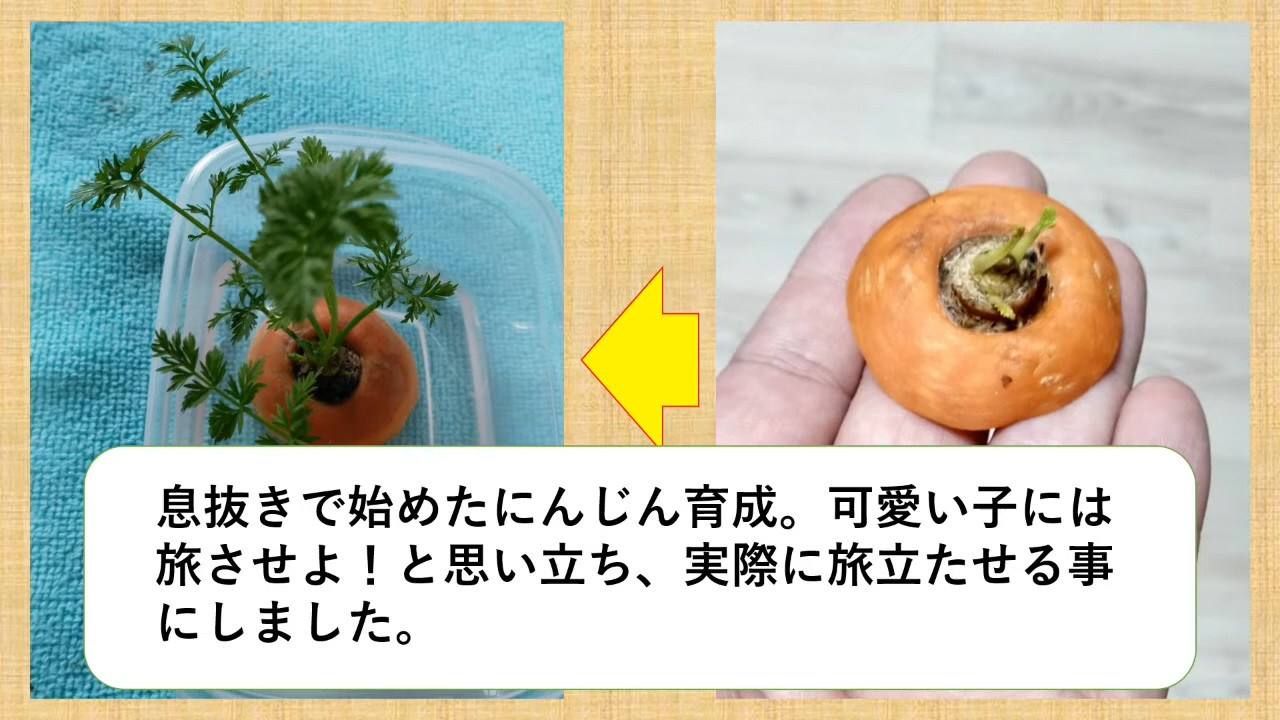 息抜きで始めたにんじん育成。可愛い子には
旅させよ！と思い立ち、実際に旅立たせる事
にしました。